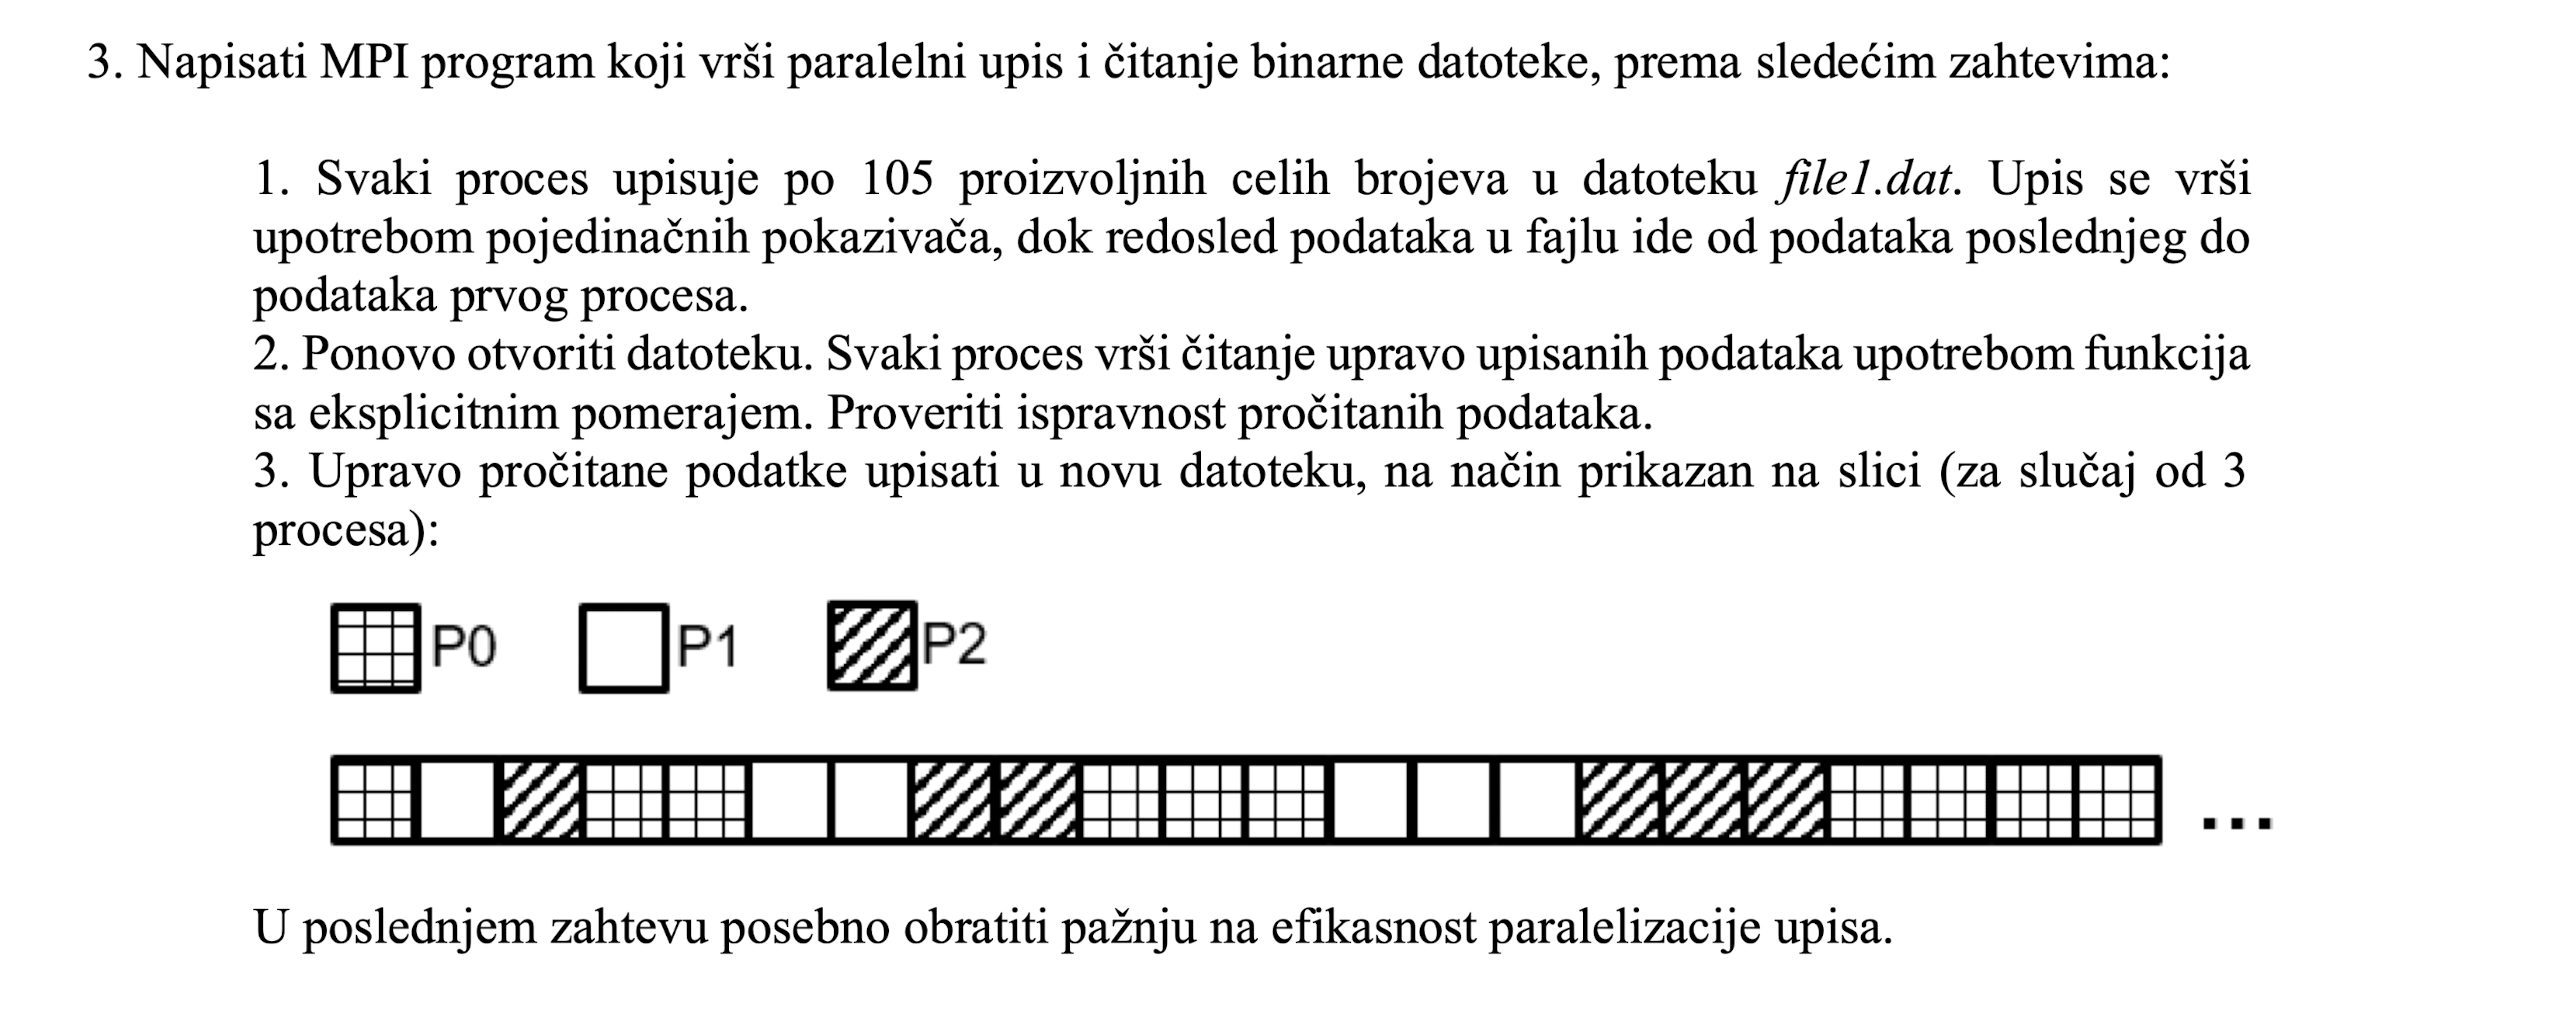 3. Napisati MPI program koji vrši paralelni upis i čitanje binarne datoteke, prema sledećim zahtevima:
1. Svaki proces upisuje po 105 proizvoljnih celih brojeva u datoteku file1.dat. Upis se vrši
upotrebom pojedinačnih pokazivača, dok redosled podataka u fajlu ide od podataka poslednjeg do
podataka prvog procesa.
2. Ponovo otvoriti datoteku. Svaki proces vrši čitanje upravo upisanih podataka upotrebom funkcija
sa eksplicitnim pomerajem. Proveriti ispravnost pročitanih podataka.
3. Upravo pročitane podatke upisati u novu datoteku, na način prikazan na slici (za slučaj od 3
procesa):
P0 P1 P2
...
U poslednjem zahtevu posebno obratiti pažnju na efikasnost paralelizacije upisa.